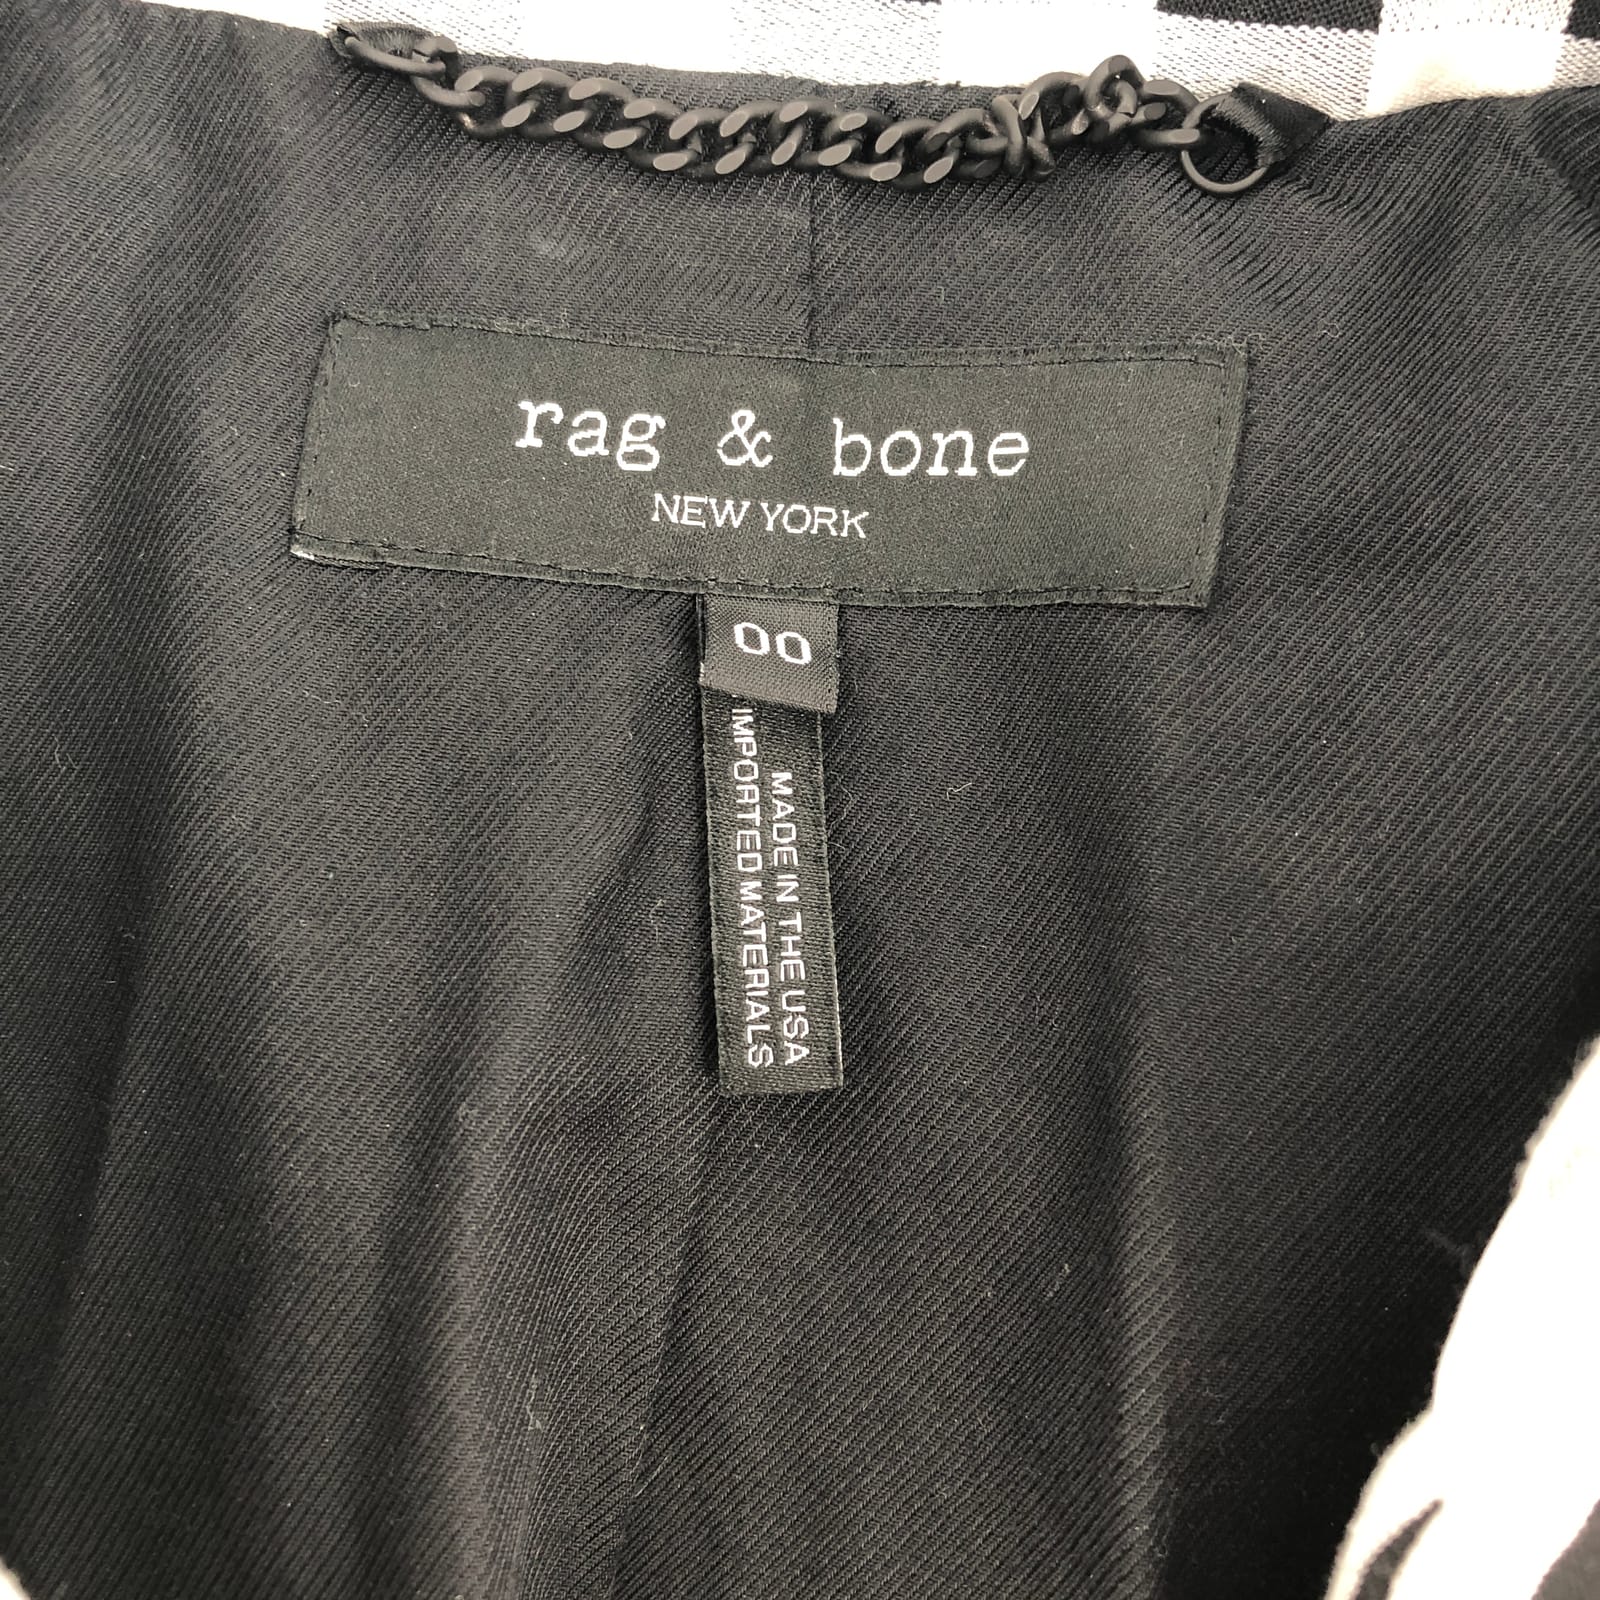 rag & bone
NEW YORK
00
MADE IN THE USA
IMPORTED MATERIALS